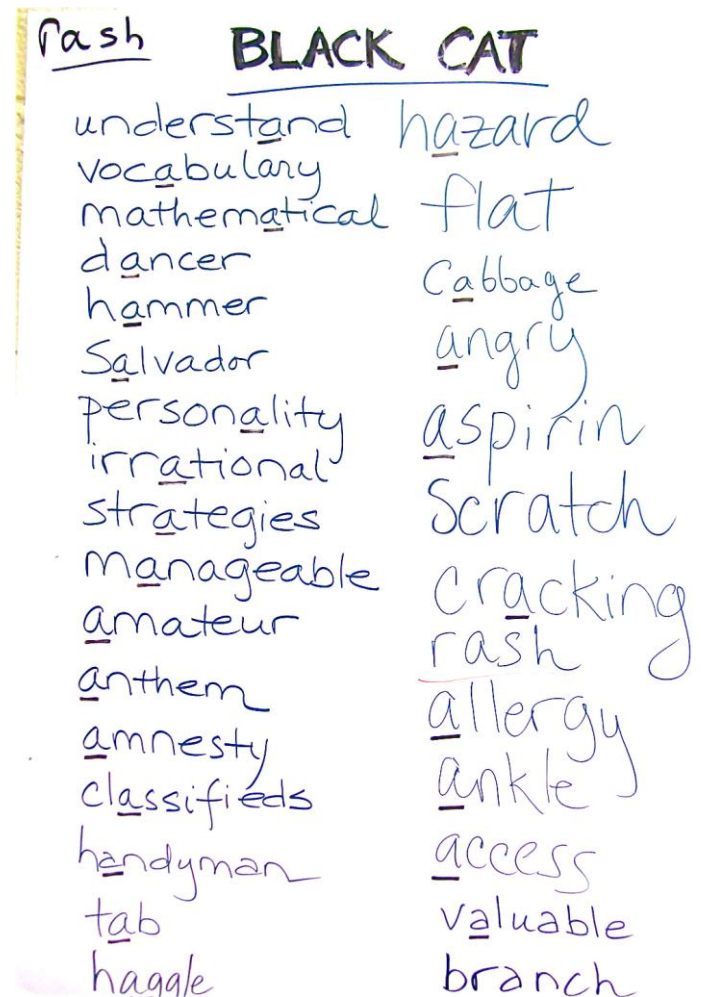 rash
BLACK CAT
understand
vocabulary
mathematical
dancer
hammer
Salvador
personality
irrational
strategies
manageable
amateur
anthem
amnesty
classifieds
handyman
tab
haggle
hazard
flat
Cabbage
angry
aspirin
Scratch
cracking
rash
allergy
ankle
access
valuable
branch